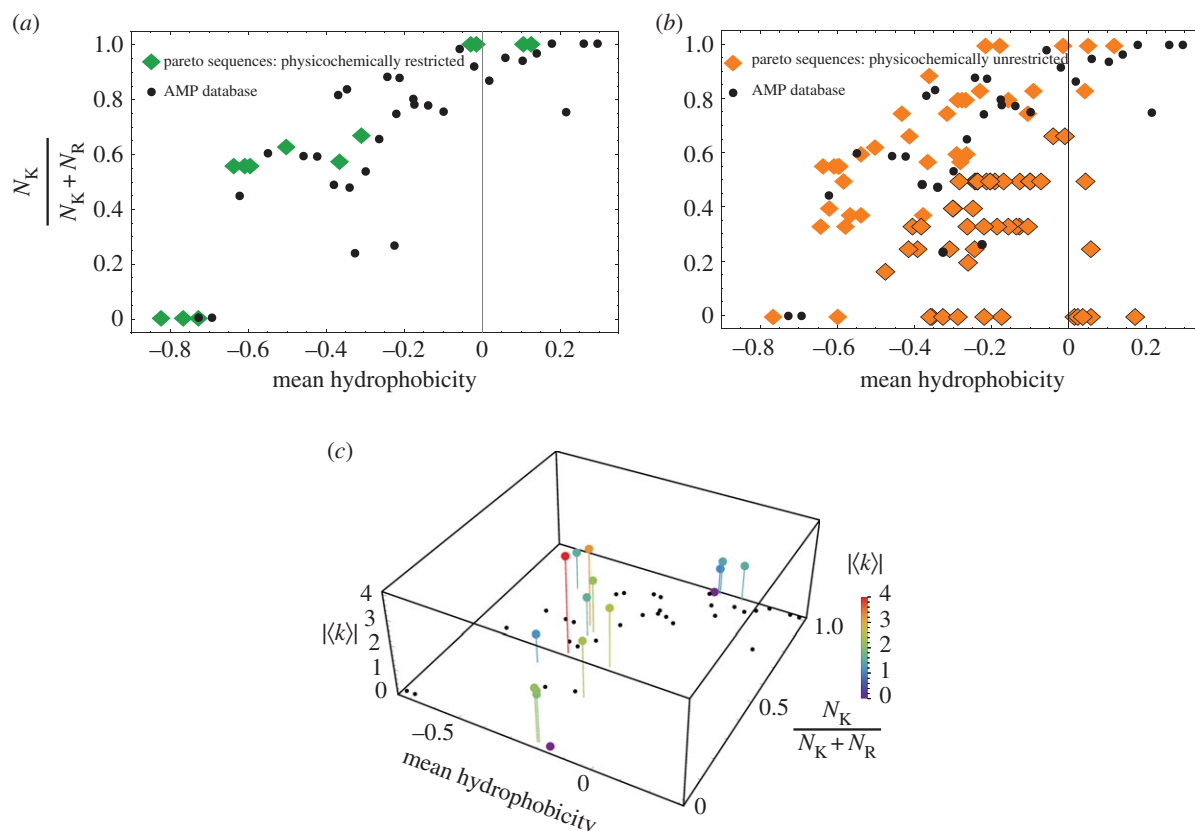 (a)
1.0
pareto sequences: physicochemically restricted
0.8
AMP database
0.6
N_K
N_K + N_R
0.4
0.2
0
−0.8 −0.6 −0.4 −0.2 0 0.2
mean hydrophobicity
(b)
1.0
pareto sequences: physicochemically unrestricted
0.8
AMP database
0.6
0.4
0.2
0
−0.8 −0.6 −0.4 −0.2 0 0.2
mean hydrophobicity
(c)
4
3
2
1
0
|⟨k⟩|
−0.5
0
mean hydrophobicity
0
0.5
1.0
N_K
N_K + N_R
|⟨k⟩|
4
3
2
1
0